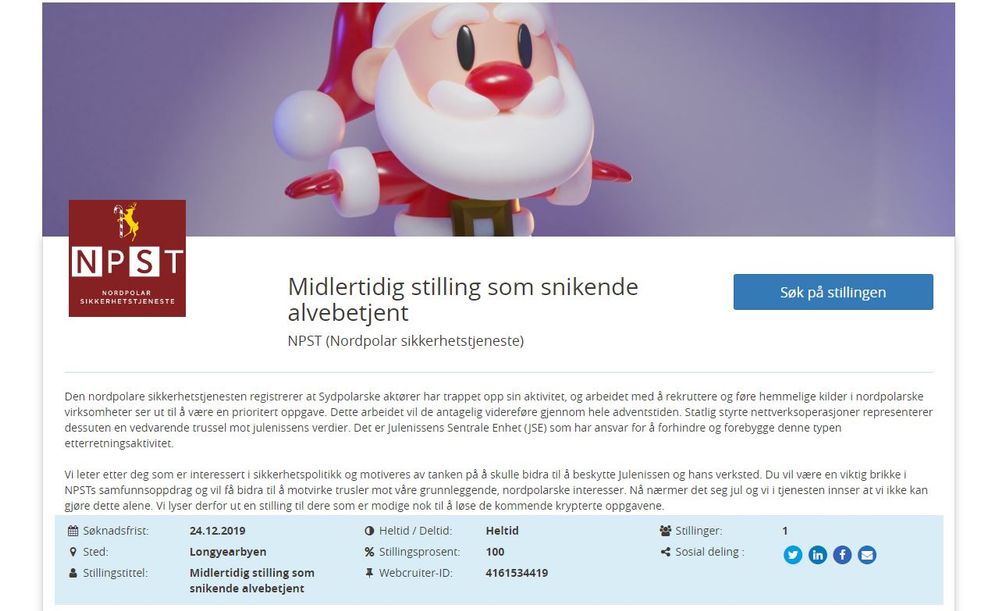 NPST
NORDPOLAR
SIKKERHETSTJENESTE
Midlertidig stilling som snikende
alvebetjent
NPST (Nordpolar sikkerhetstjeneste)
Søk på stillingen
Den nordpolare sikkerhetstjenesten registrerer at Sydpolarske aktører har trappet opp sin aktivitet, og arbeidet med å rekruttere og føre hemmelige kilder i nordpolarske
virksomheter ser ut til å være en prioritert oppgave. Dette arbeidet vil de antagelig videreføre gjennom hele adventstiden. Statlig styrte nettverksoperasjoner representerer
dessuten en vedvarende trussel mot julenissens verdier. Det er Julenissens Sentrale Enhet (JSE) som har ansvar for å forhindre og forebygge denne typen
etterretningsaktivitet.
Vi leter etter deg som er interessert i sikkerhetspolitikk og motiveres av tanken på å skulle bidra til å beskytte Julenissen og hans verksted. Du vil være en viktig brikke i
NPSTs samfunnsoppdrag og vil få bidra til å motvirke trusler mot våre grunnleggende, nordpolarske interesser. Nå nærmer det seg jul og vi i tjenesten innser at vi ikke kan
gjøre dette alene. Vi lyser derfor ut en stilling til dere som er modige nok til å løse de kommende krypterte oppgavene.
Søknadsfrist: 24.12.2019 Heltid / Deltid: Heltid Stillinger: 1
Sted: Longyearbyen Stillingsprosent: 100 Sosial deling :
Stillingstittel: Midlertidig stilling som Webcruiter-ID: 4161534419
snikende alvebetjent